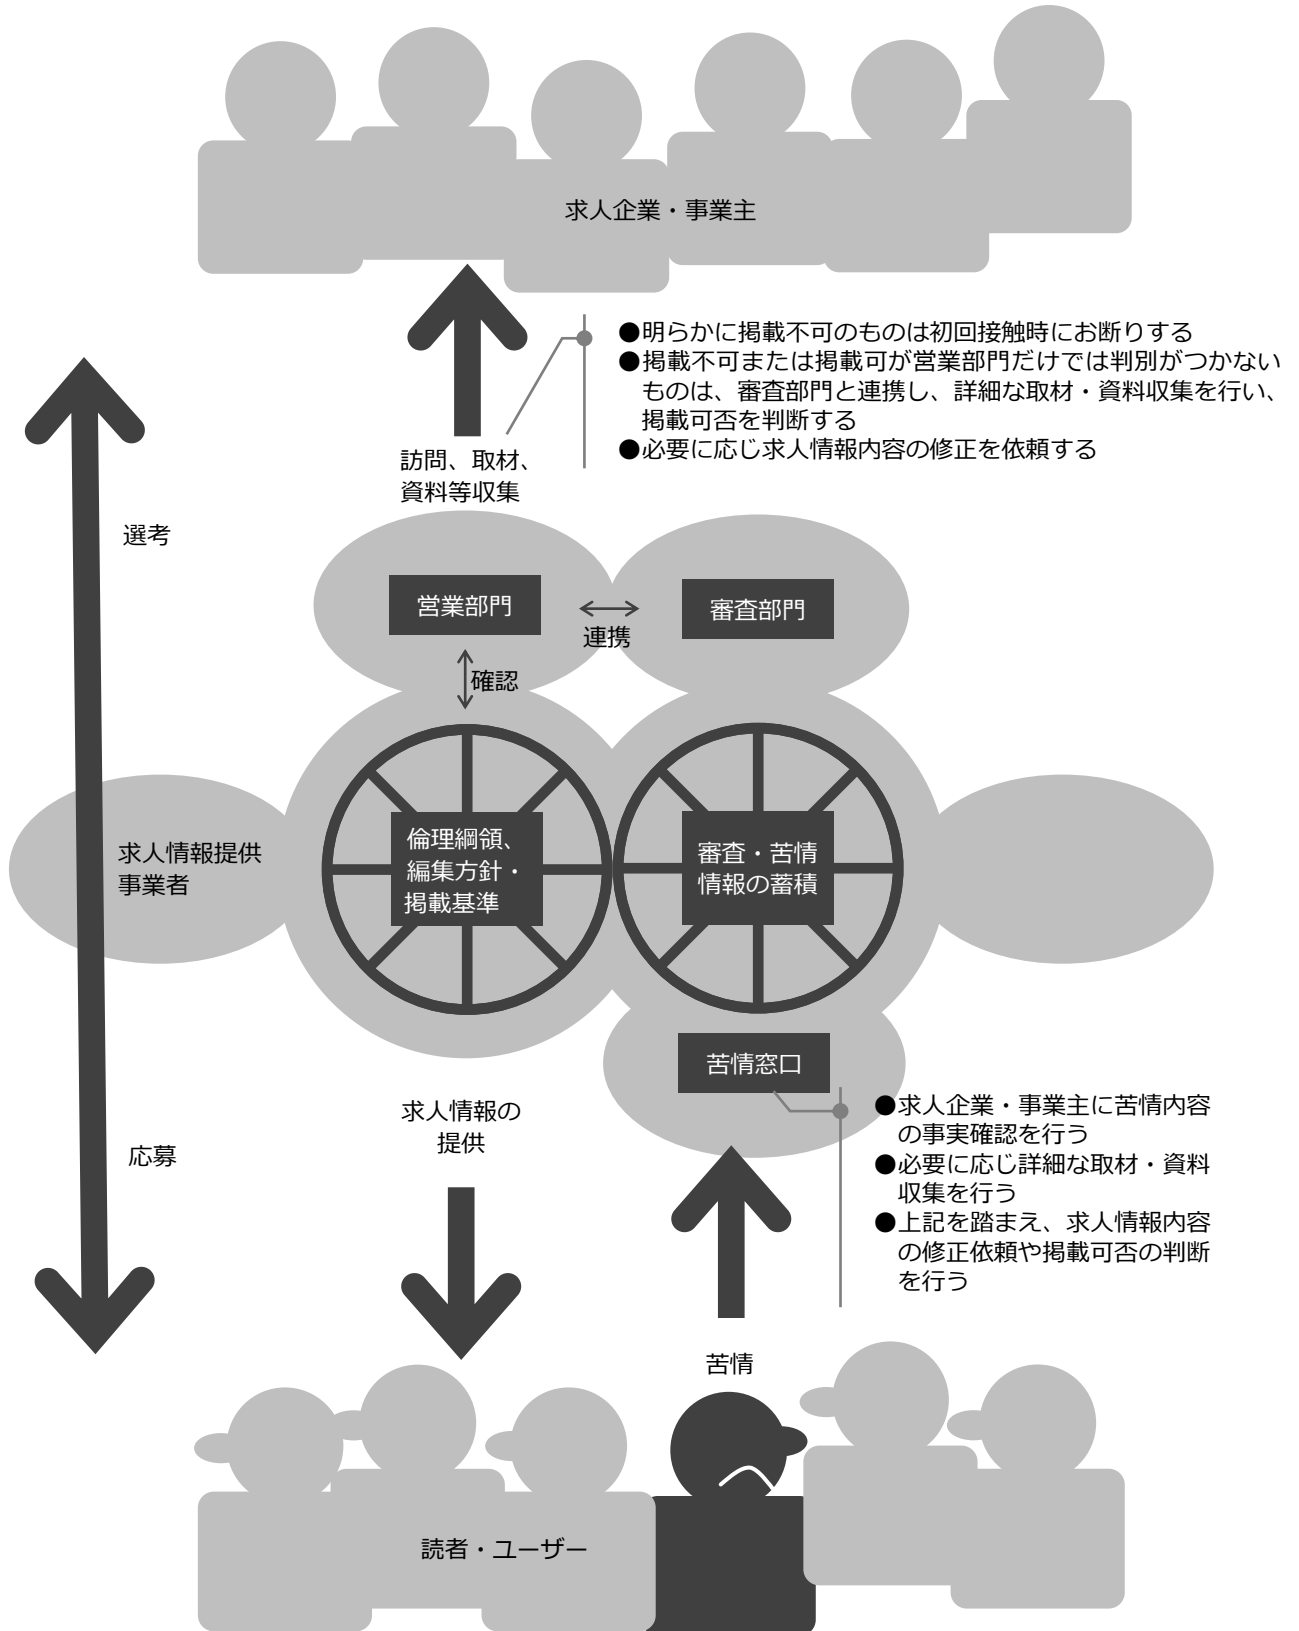 求人企業・事業主
●明らかに掲載不可のものは初回接触時にお断りする
●掲載不可または掲載可が営業部門だけでは判別がつかない
ものは、審査部門と連携し、詳細な取材・資料収集を行い、
掲載可否を判断する
●必要に応じ求人情報内容の修正を依頼する
訪問、取材、
資料等収集
選考
営業部門
審査部門
連携
確認
倫理綱領、
編集方針・
掲載基準
審査・苦情
情報の蓄積
求人情報提供
事業者
苦情窓口
求人情報の
提供
応募
●求人企業・事業主に苦情内容
の事実確認を行う
●必要に応じ詳細な取材・資料
収集を行う
●上記を踏まえ、求人情報内容
の修正依頼や掲載可否の判断
を行う
苦情
読者・ユーザー